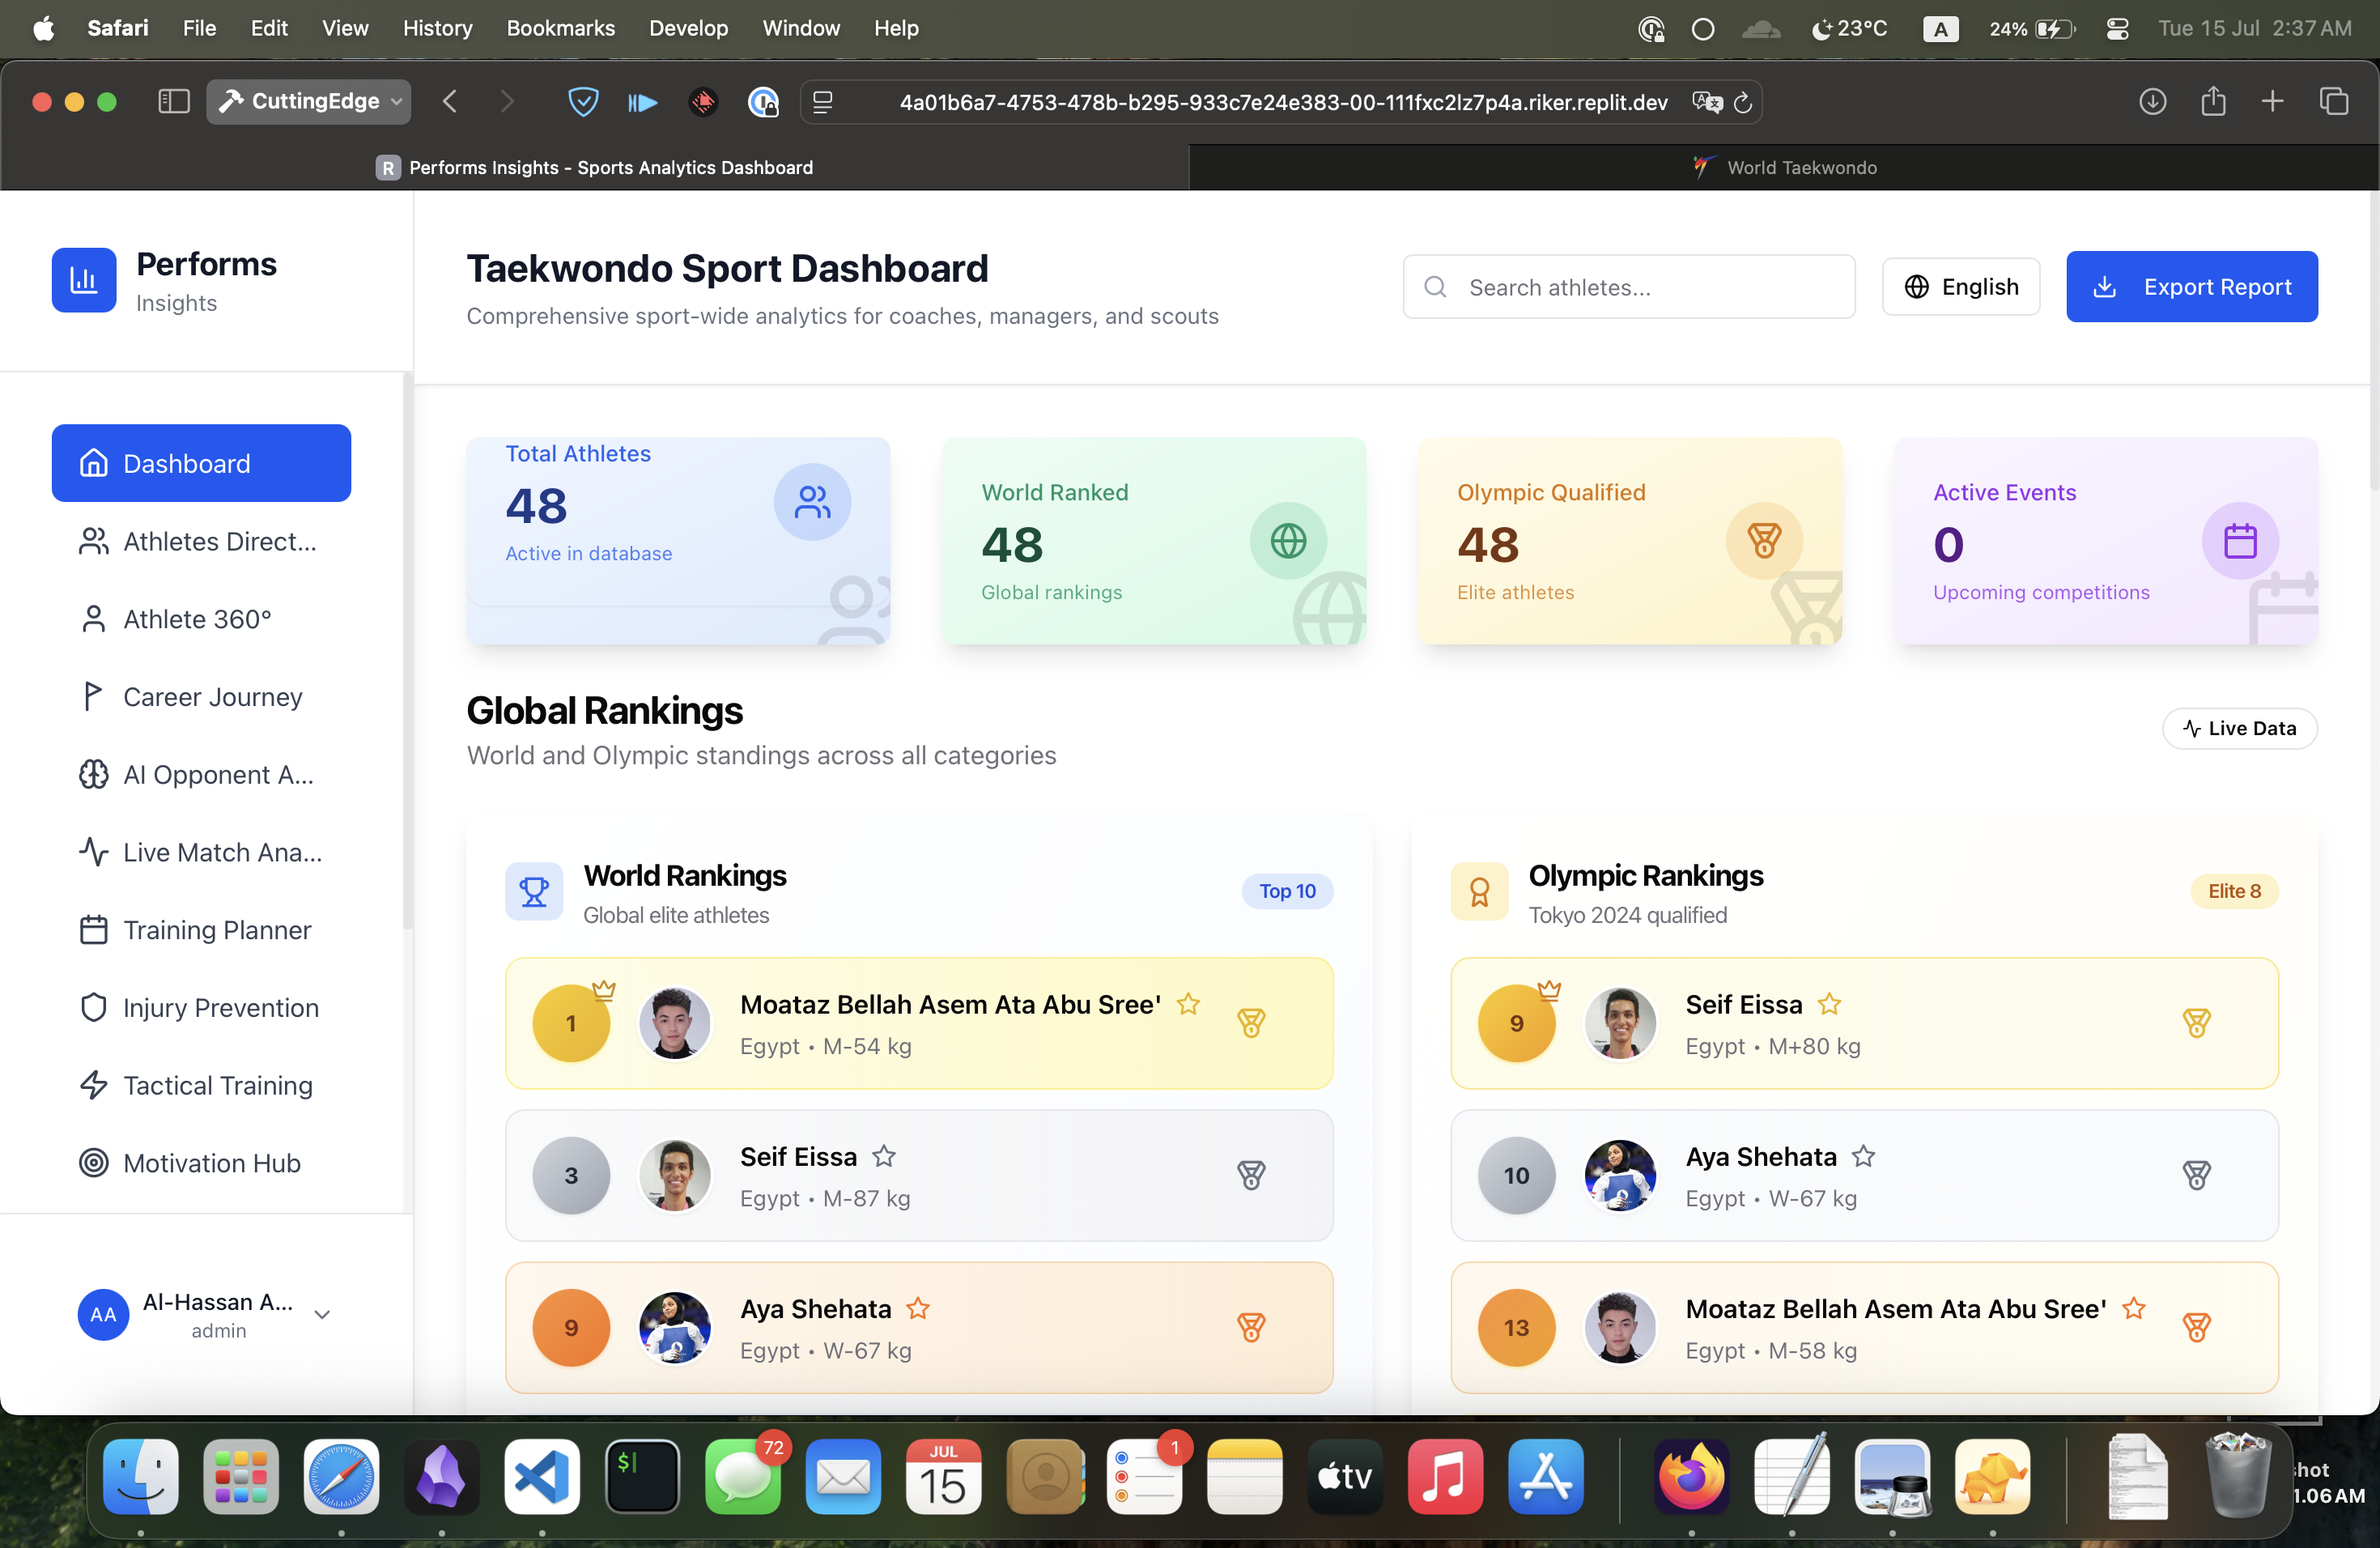 Safari File Edit View History Bookmarks Develop Window Help 23°C A 24% Tue 15 Jul 2:37 AM
CuttingEdge 4a01b6a7-4753-478b-b295-933c7e24e383-00-111fxc2lz7p4a.riker.replit.dev
R Performs Insights - Sports Analytics Dashboard World Taekwondo
Performs
Insights
Dashboard
Athletes Direct...
Athlete 360°
Career Journey
AI Opponent A...
Live Match Ana...
Training Planner
Injury Prevention
Tactical Training
Motivation Hub
AA Al-Hassan A...
admin
Taekwondo Sport Dashboard
Comprehensive sport-wide analytics for coaches, managers, and scouts
Search athletes...
English
Export Report
Total Athletes
48
Active in database
World Ranked
48
Global rankings
Olympic Qualified
48
Elite athletes
Active Events
0
Upcoming competitions
Global Rankings
World and Olympic standings across all categories
Live Data
World Rankings
Global elite athletes
Top 10
1 Moataz Bellah Asem Ata Abu Sree'
Egypt • M-54 kg
3 Seif Eissa
Egypt • M-87 kg
9 Aya Shehata
Egypt • W-67 kg
Olympic Rankings
Tokyo 2024 qualified
Elite 8
9 Seif Eissa
Egypt • M+80 kg
10 Aya Shehata
Egypt • W-67 kg
13 Moataz Bellah Asem Ata Abu Sree'
Egypt • M-58 kg
$
72
JUL
15
1
tv
hot
1.06 AM